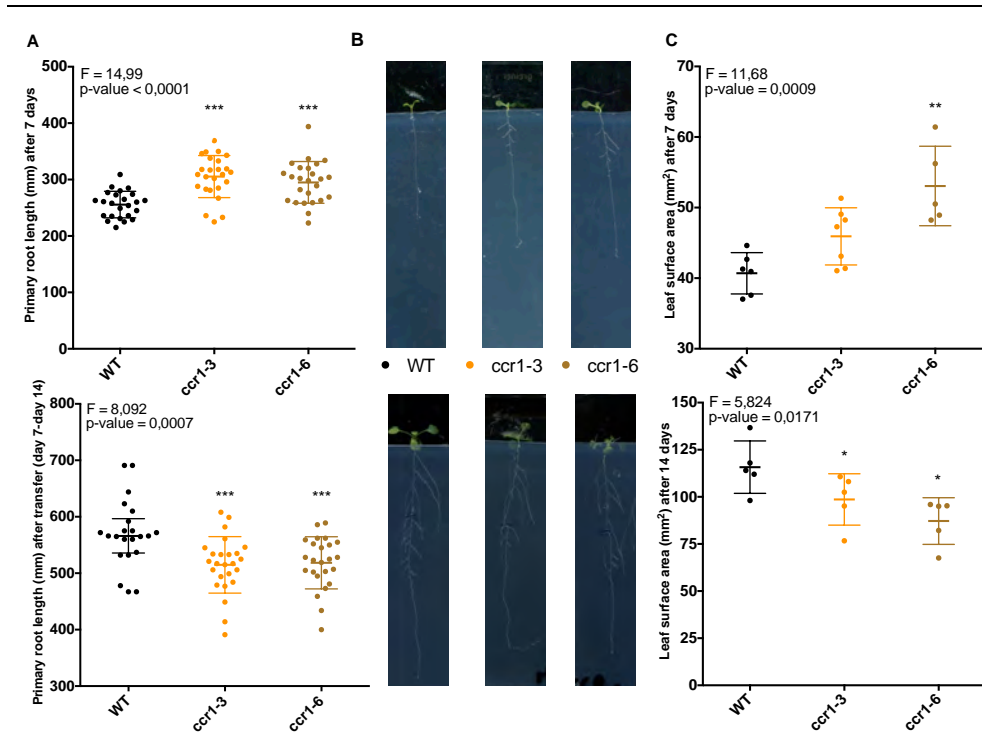 A
B
C
F = 14,99
p-value < 0,0001
Primary root length (mm) after 7 days
500
400
300
200
100
0
***
***
WT
ccr1-3
ccr1-6
F = 11,68
p-value = 0,0009
Leaf surface area (mm²) after 7 days
70
60
50
40
30
**
WT
ccr1-3
ccr1-6
WT
ccr1-3
ccr1-6
F = 8,092
p-value = 0,0007
Primary root length (mm) after transfer (day 7-day 14)
800
700
600
500
400
300
***
***
WT
ccr1-3
ccr1-6
F = 5,824
p-value = 0,0171
Leaf surface area (mm²) after 14 days
150
125
100
75
50
25
0
*
*
WT
ccr1-3
ccr1-6